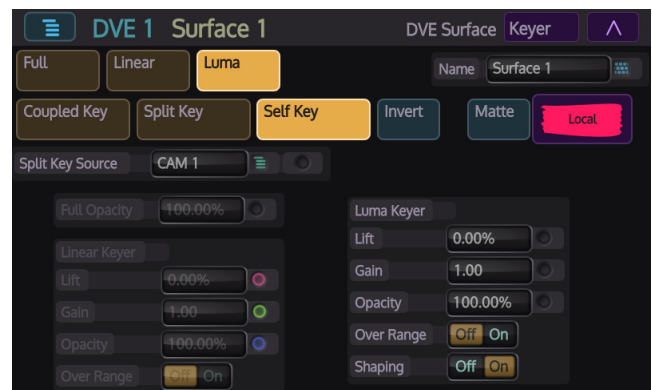 DVE 1 Surface 1 DVE Surface Keyer
Full Linear Luma Name Surface 1
Coupled Key Split Key Self Key Invert Matte Local
Split Key Source CAM 1
Full Opacity 100.00%
Luma Keyer
Linear Keyer
Lift 0.00%
Lift 0.00%
Gain 1.00
Gain 1.00
Opacity 100.00%
Opacity 100.00%
Over Range Off On
Over Range Off On
Shaping Off On